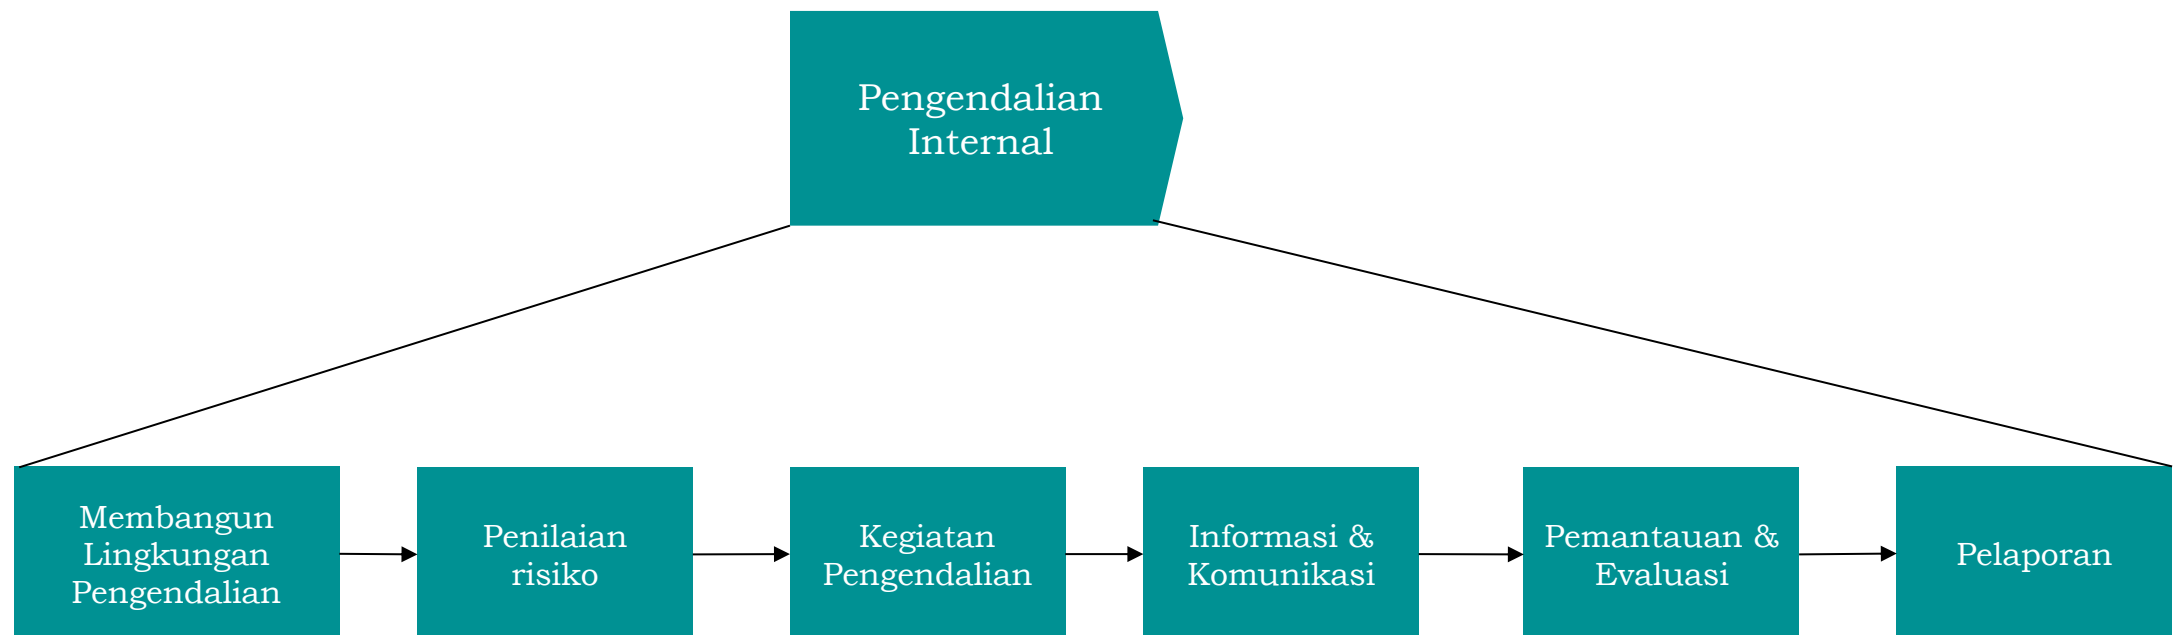 Pengendalian
Internal
Membangun
Lingkungan
Pengendalian
Penilaian
risiko
Kegiatan
Pengendalian
Informasi &
Komunikasi
Pemantauan &
Evaluasi
Pelaporan